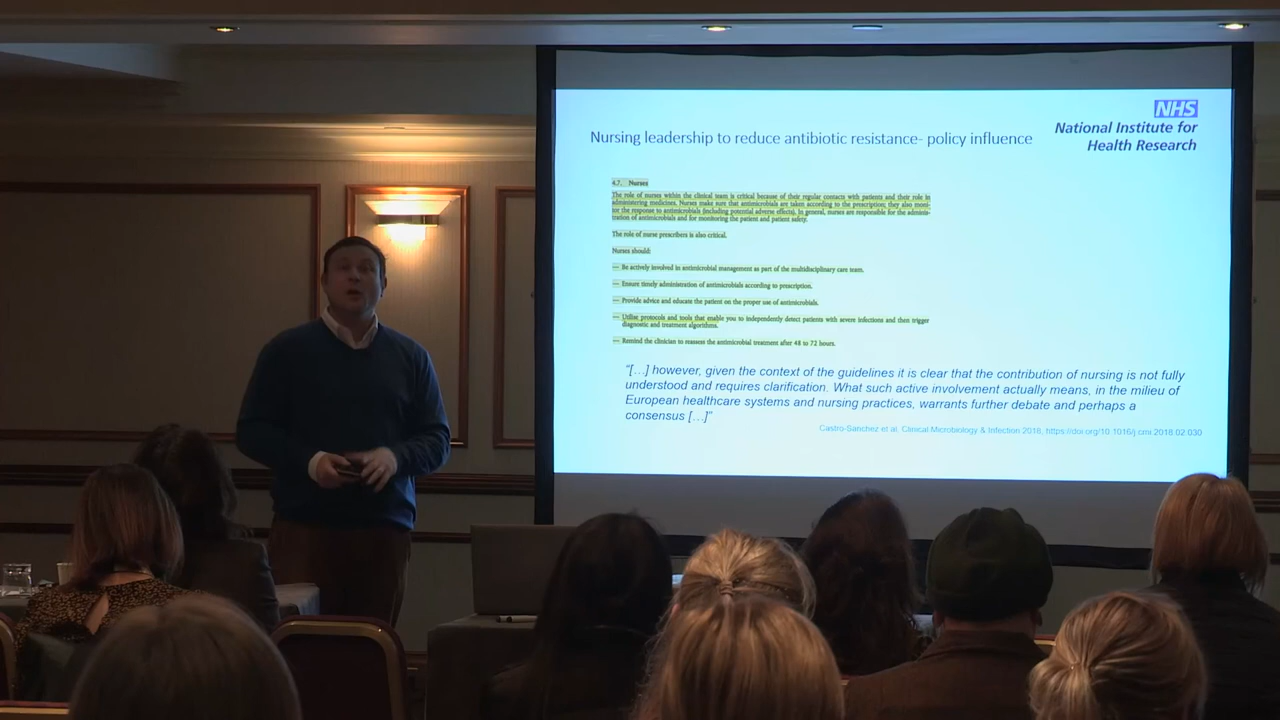 NHS
National Institute for
Health Research
Nursing leadership to reduce antibiotic resistance- policy influence
4.7. Nurses
The role of nurses within the clinical team is critical because of their regular contacts with patients and their role in
administering medicines. Nurses make sure that antimicrobials are taken according to the prescription; they also moni-
tor the response to antimicrobials (including potential adverse effects). In general, nurses are responsible for the adminis-
tration of antimicrobials and for monitoring the patient and patient safety.
The role of nurse prescribers is also critical.
Nurses should:
— Be actively involved in antimicrobial management as part of the multidisciplinary care team.
— Ensure timely administration of antimicrobials according to prescription.
— Provide advice and educate the patient on the proper use of antimicrobials.
— Utilise protocols and tools that enable you to independently detect patients with severe infections and then trigger
diagnostic and treatment algorithms.
— Remind the clinician to reassess the antimicrobial treatment after 48 to 72 hours.
“[…] however, given the context of the guidelines it is clear that the contribution of nursing is not fully
understood and requires clarification. What such active involvement actually means, in the milieu of
European healthcare systems and nursing practices, warrants further debate and perhaps a
consensus […]”
Castro-Sánchez et al. Clinical Microbiology & Infection 2018, https://doi.org/10.1016/j.cmi.2018.02.030